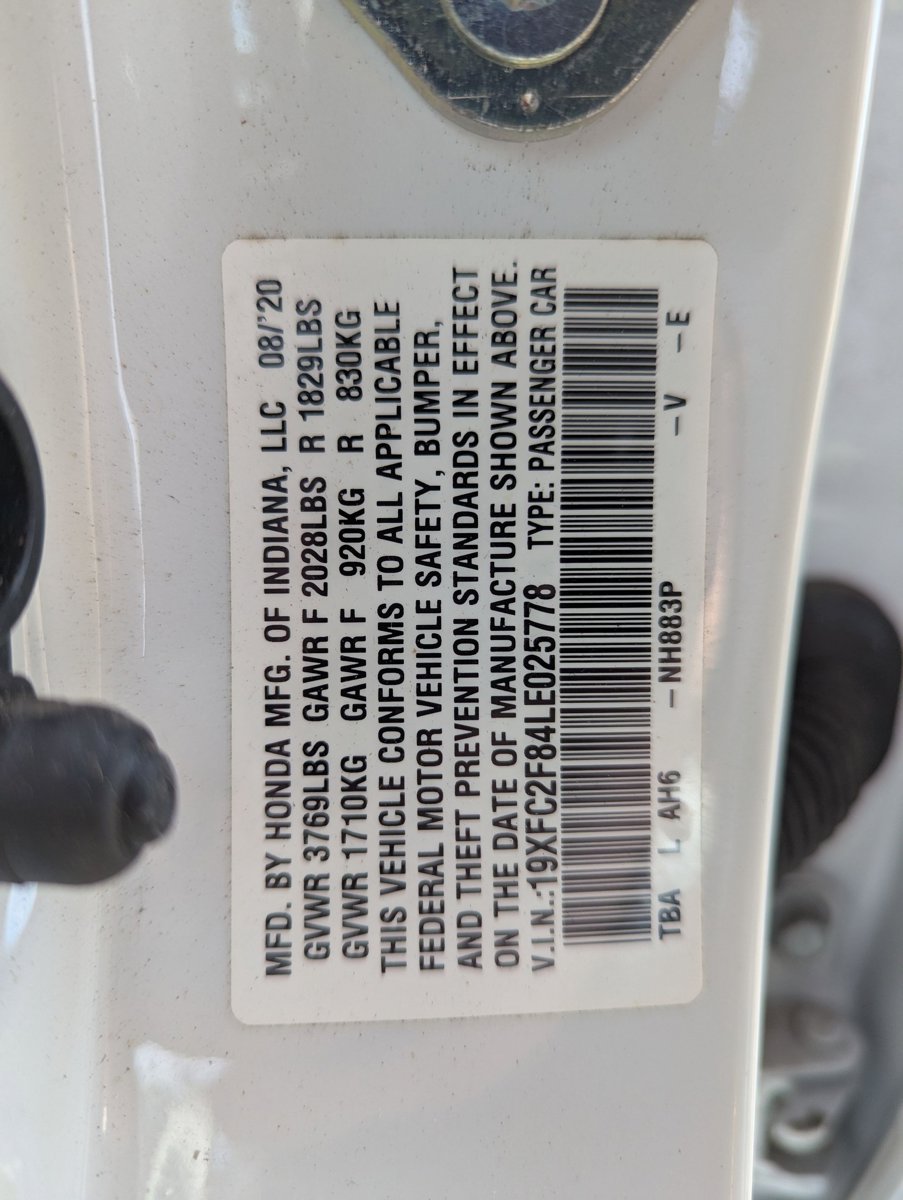 MFD. BY HONDA MFG. OF INDIANA, LLC 08/'20
GVWR 3769LBS GAWR F 2028LBS R 1829LBS
GVWR 1710KG GAWR F 920KG R 830KG
THIS VEHICLE CONFORMS TO ALL APPLICABLE
FEDERAL MOTOR VEHICLE SAFETY, BUMPER,
AND THEFT PREVENTION STANDARDS IN EFFECT
ON THE DATE OF MANUFACTURE SHOWN ABOVE.
V.I.N.:19XFC2F84LE025778 TYPE: PASSENGER CAR
TBA L AH6 -NH883P -V -E